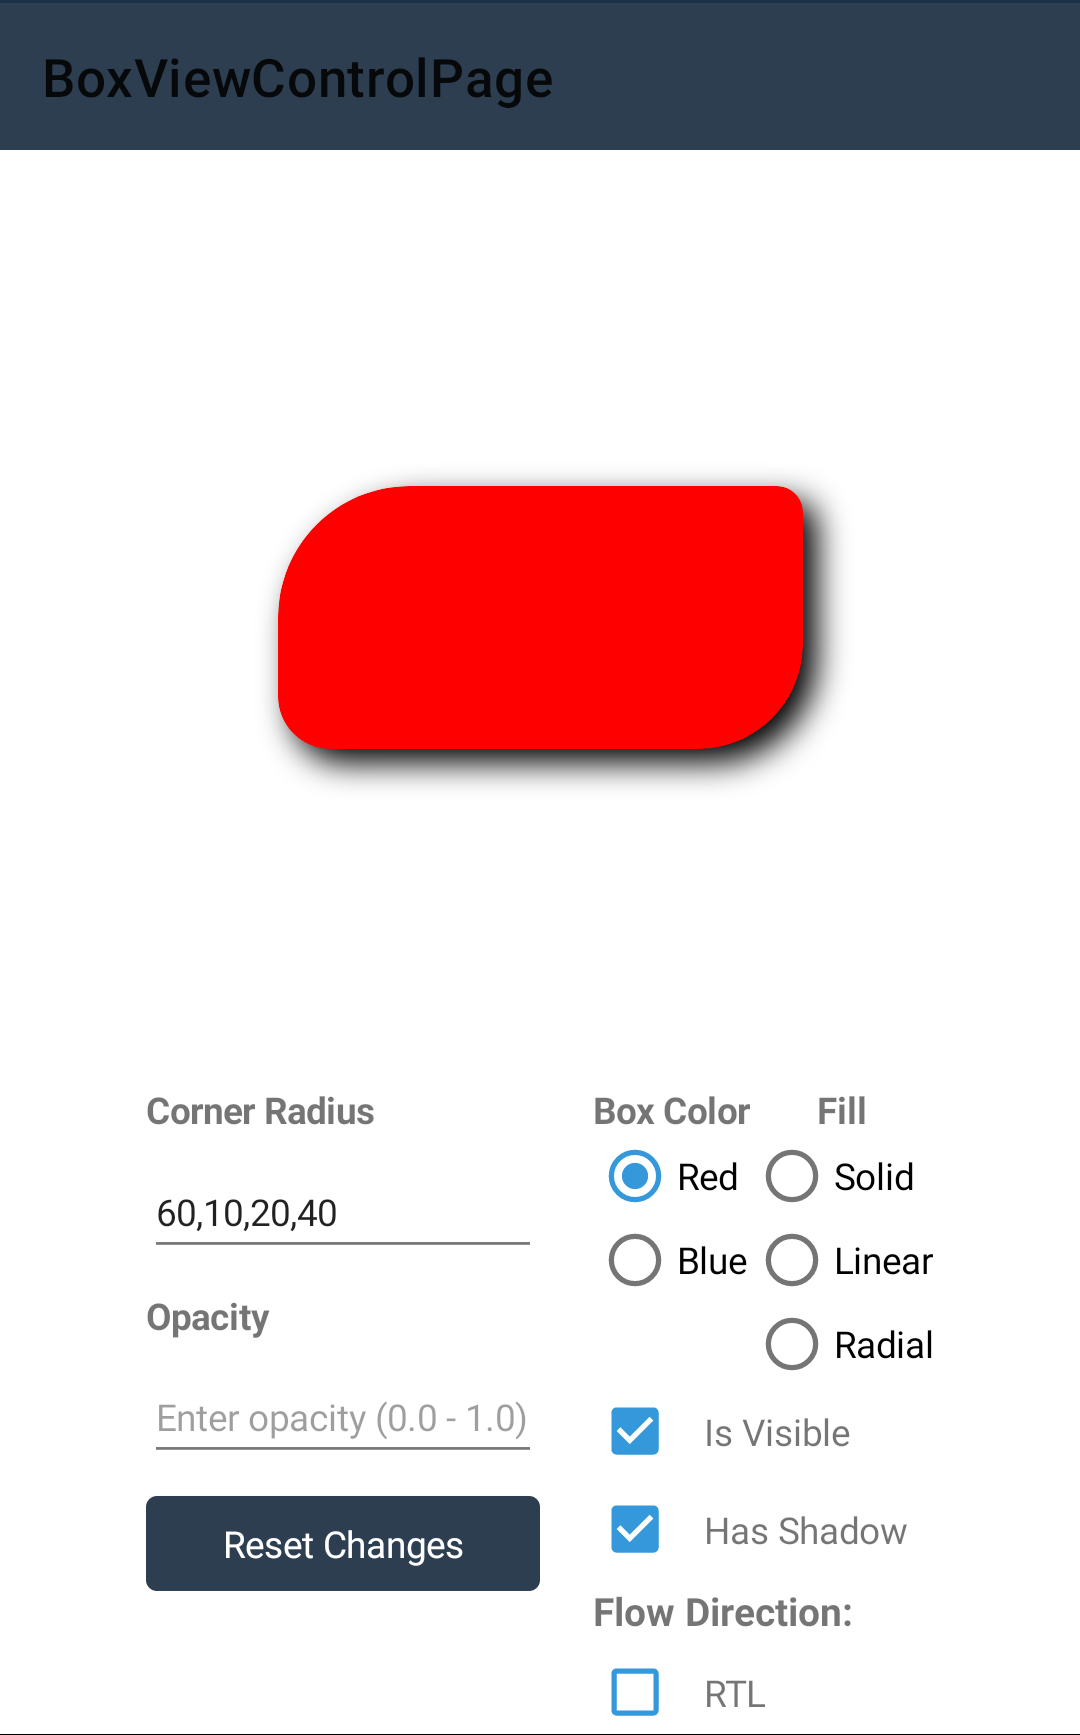 BoxViewControlPage
Corner Radius
60,10,20,40
Opacity
Enter opacity (0.0 - 1.0)
Reset Changes
Box Color
Fill
Red
Solid
Blue
Linear
Radial
Is Visible
Has Shadow
Flow Direction:
RTL